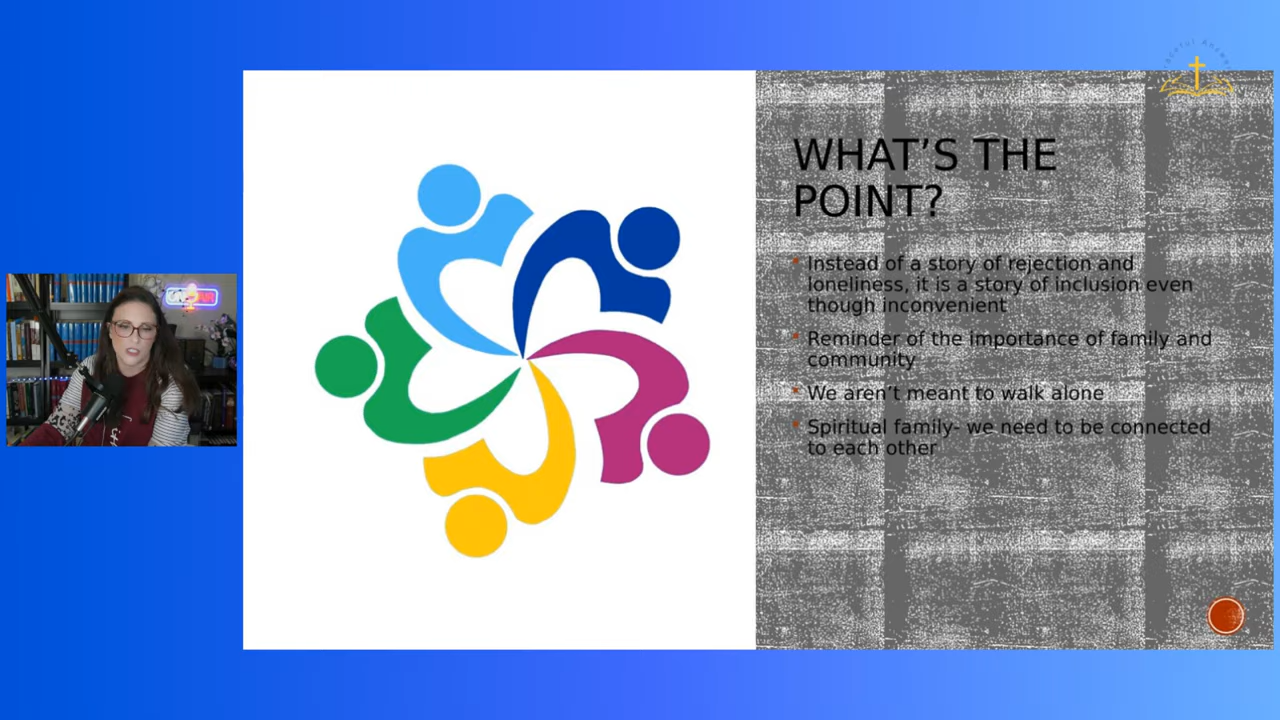 WHAT'S THE
POINT?
Instead of a story of rejection and
loneliness, it is a story of inclusion even
though inconvenient
Reminder of the importance of family and
community
We aren't meant to walk alone
Spiritual family- we need to be connected
to each other